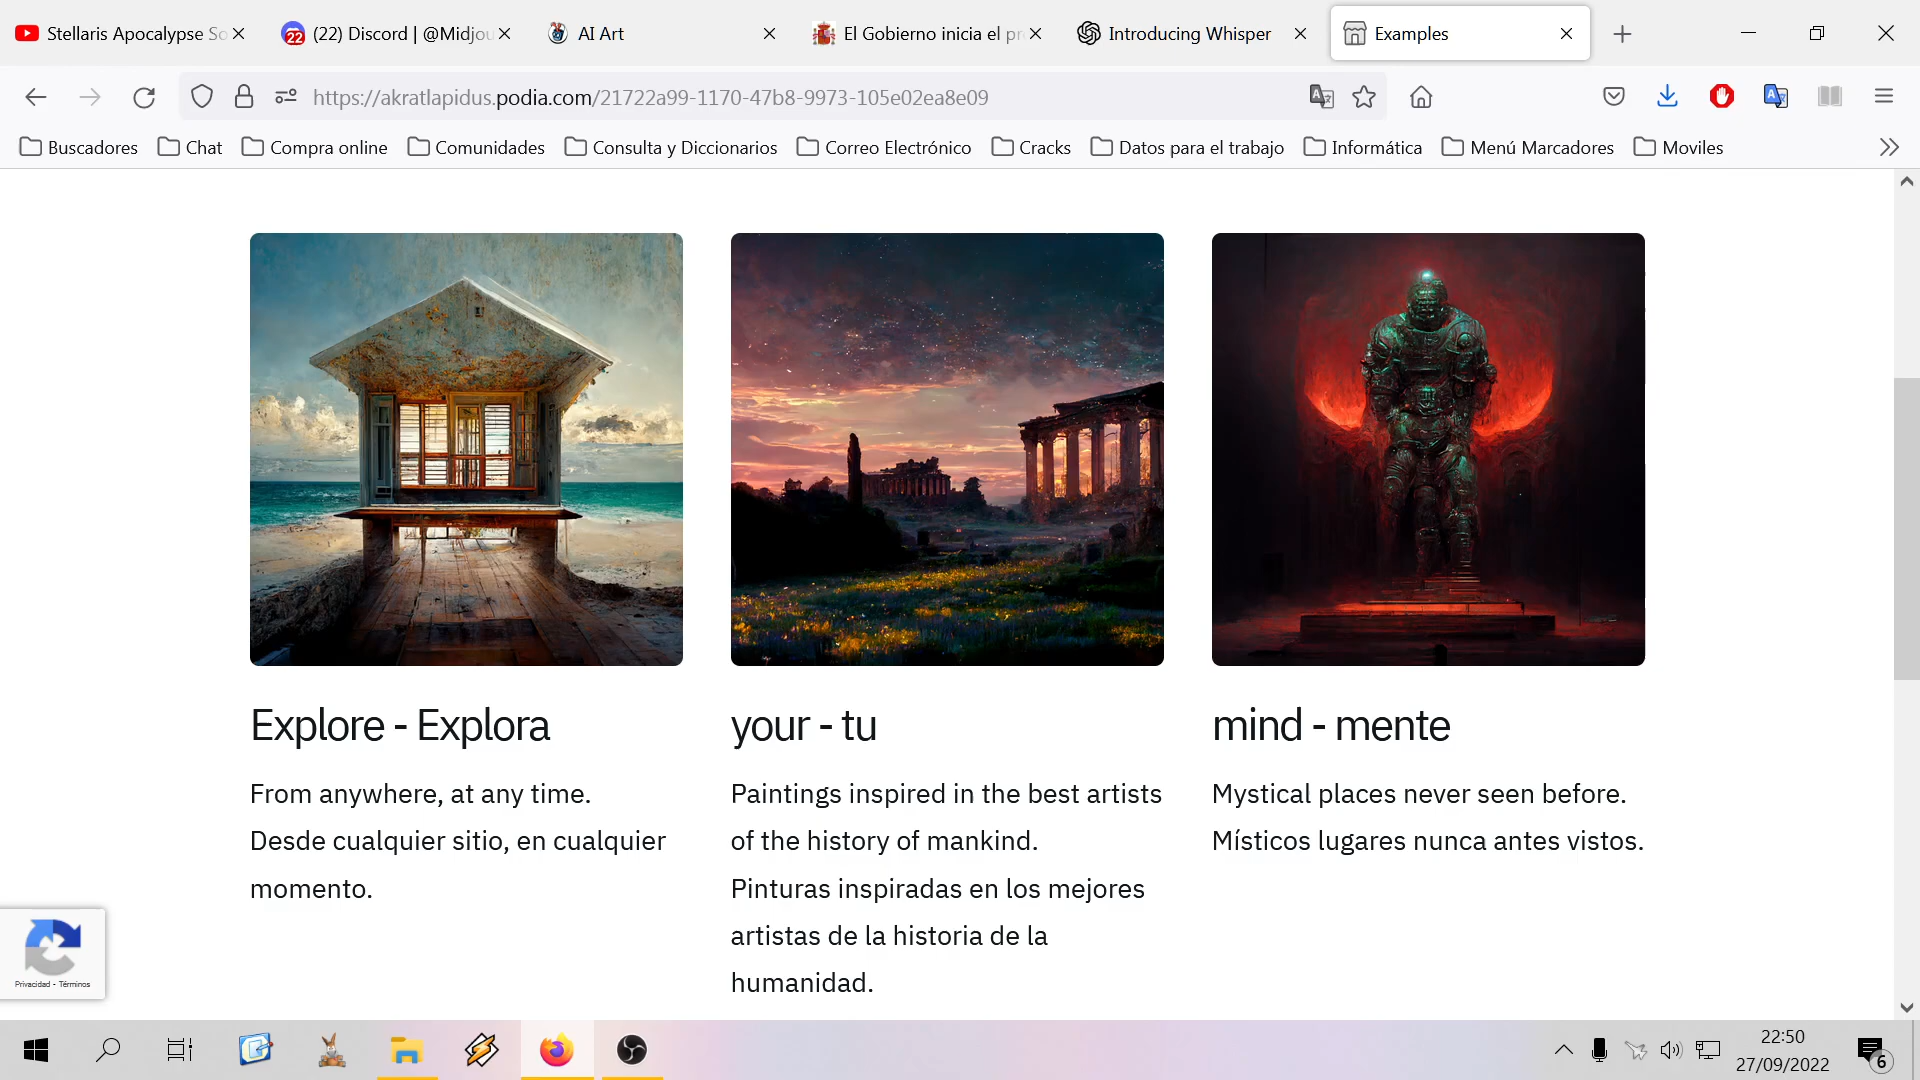 Stellaris Apocalypse So
(22) Discord | @Midjou
AI Art
El Gobierno inicia el pr
Introducing Whisper
Examples
https://akratlapidus.podia.com/21722a99-1170-47b8-9973-105e02ea8e09
Buscadores
Chat
Compra online
Comunidades
Consulta y Diccionarios
Correo Electrónico
Cracks
Datos para el trabajo
Informática
Menú Marcadores
Moviles
Explore - Explora
From anywhere, at any time.
Desde cualquier sitio, en cualquier
momento.
your - tu
Paintings inspired in the best artists
of the history of mankind.
Pinturas inspiradas en los mejores
artistas de la historia de la
humanidad.
mind - mente
Mystical places never seen before.
Místicos lugares nunca antes vistos.
Privacidad - Términos
22:50
27/09/2022
6